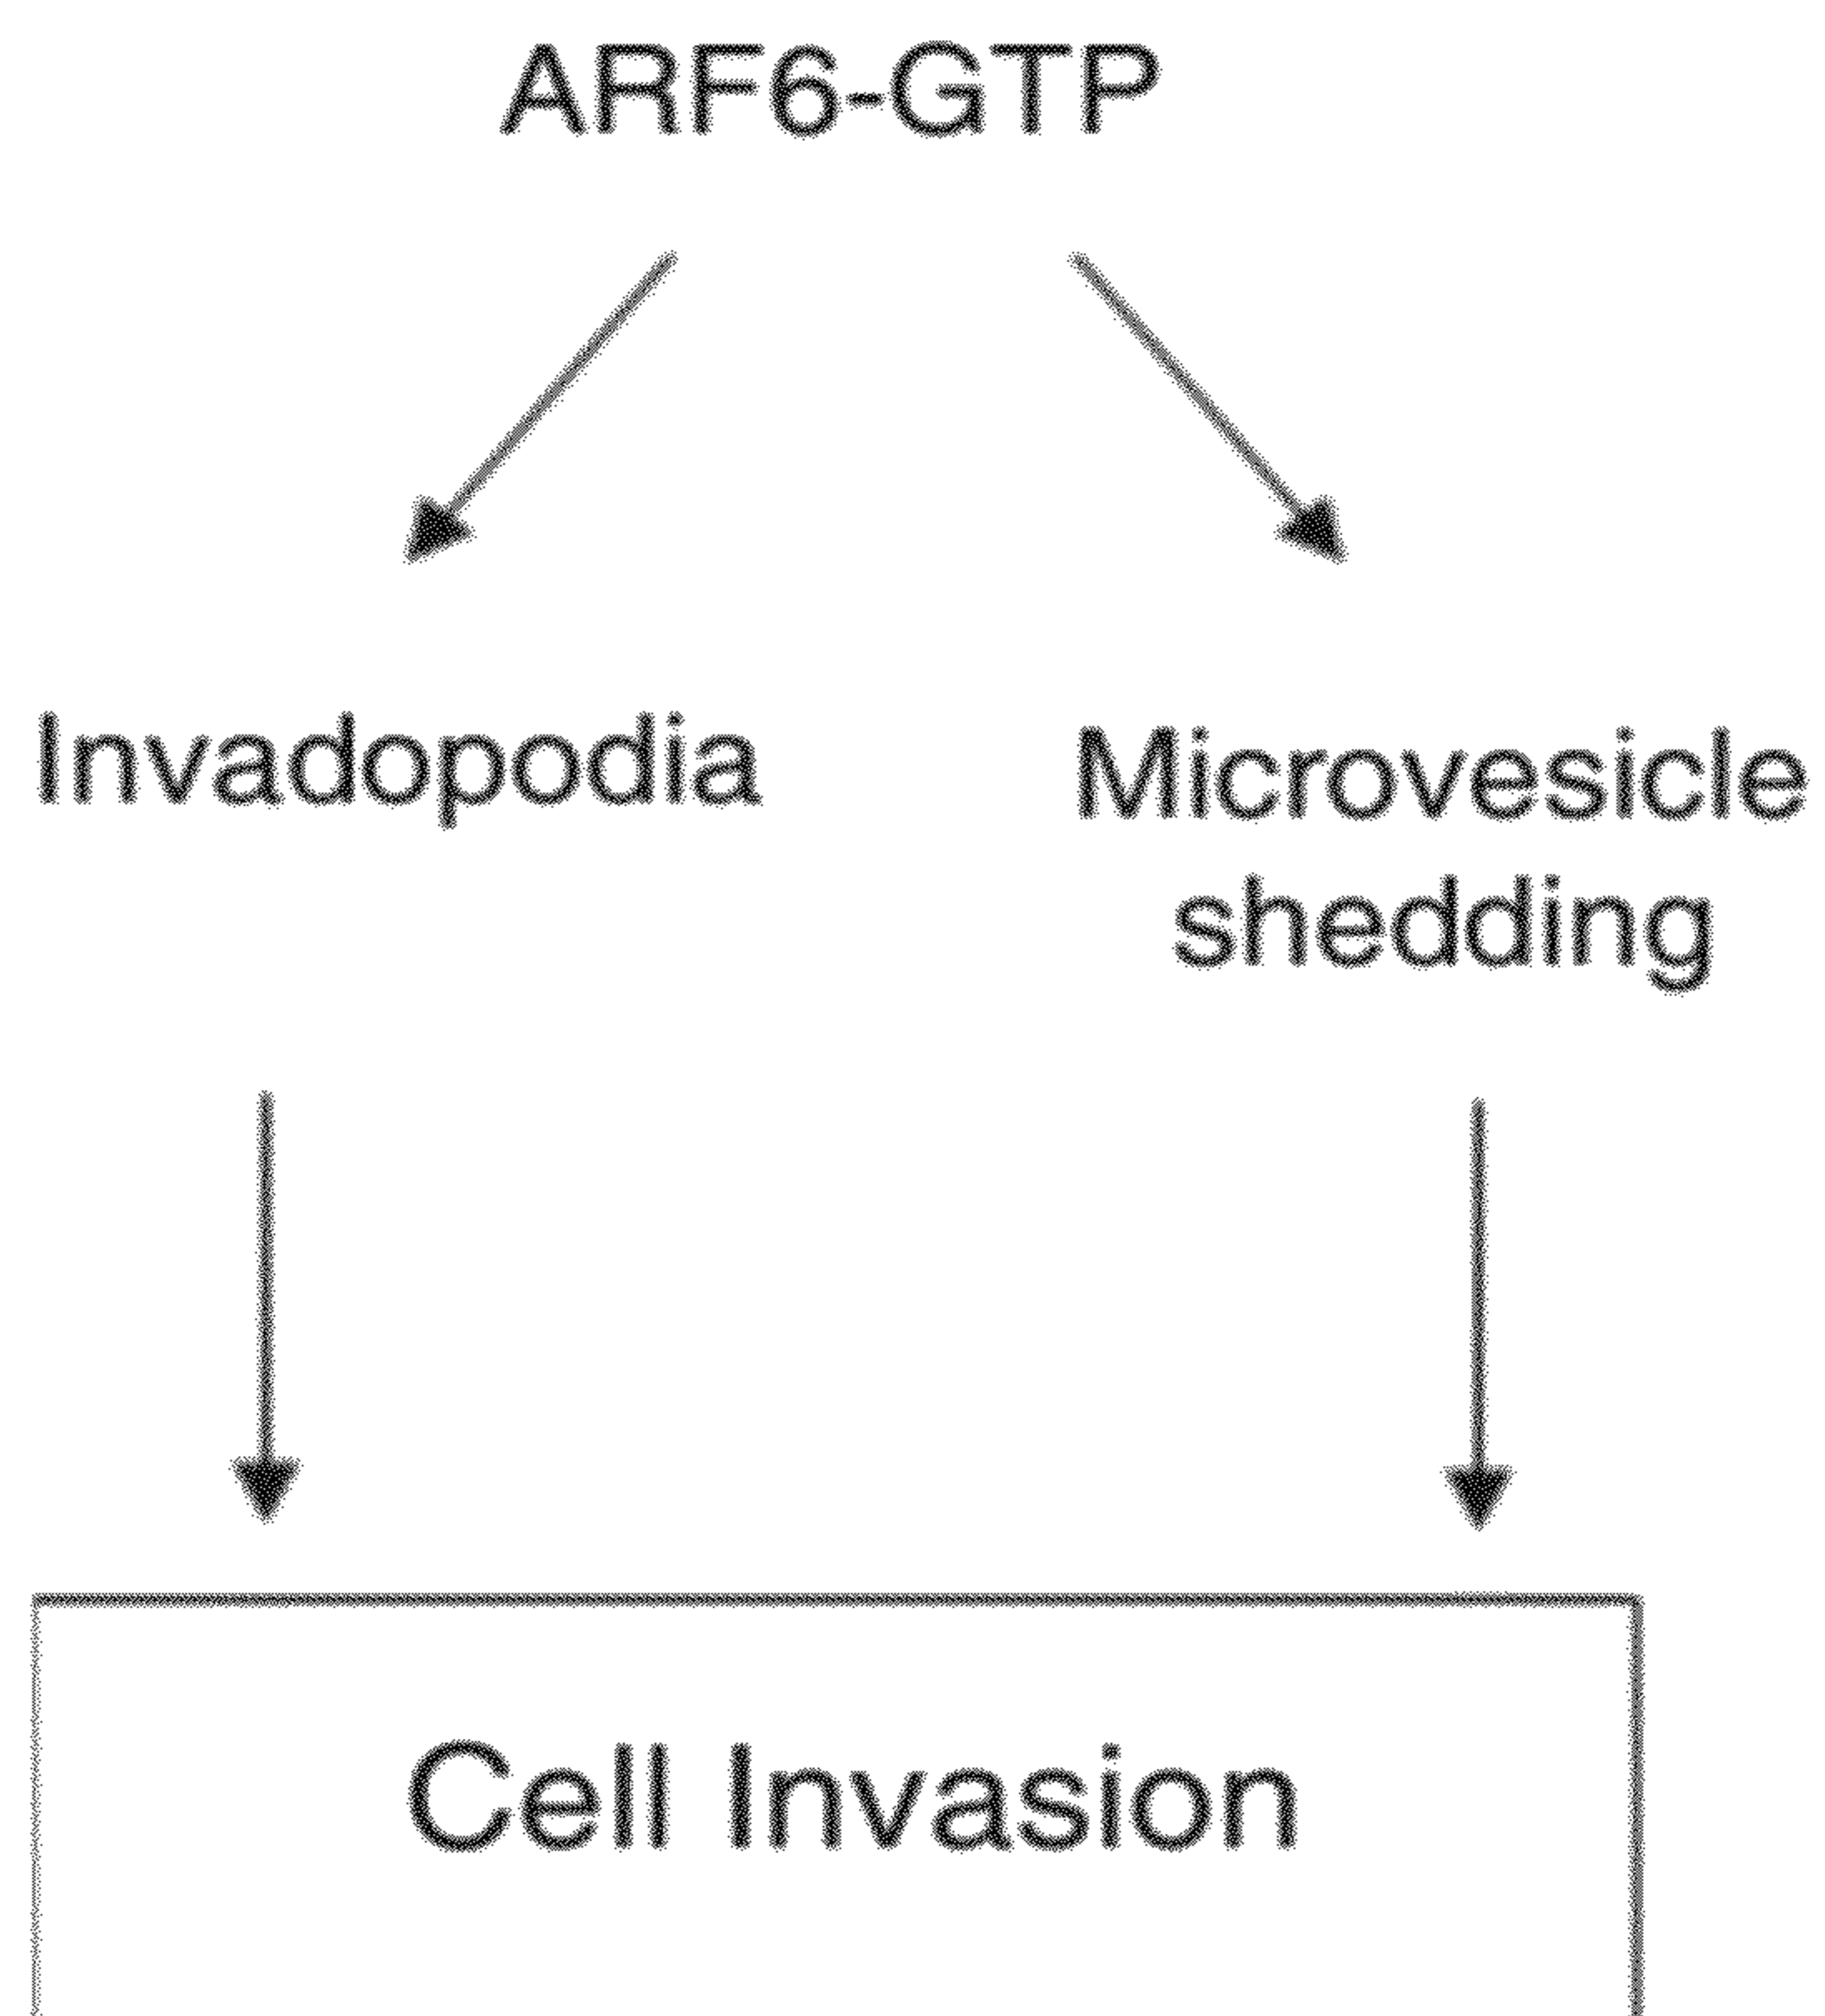 ARF6-GTP
Invadopodia
Microvesicle
shedding
Cell Invasion